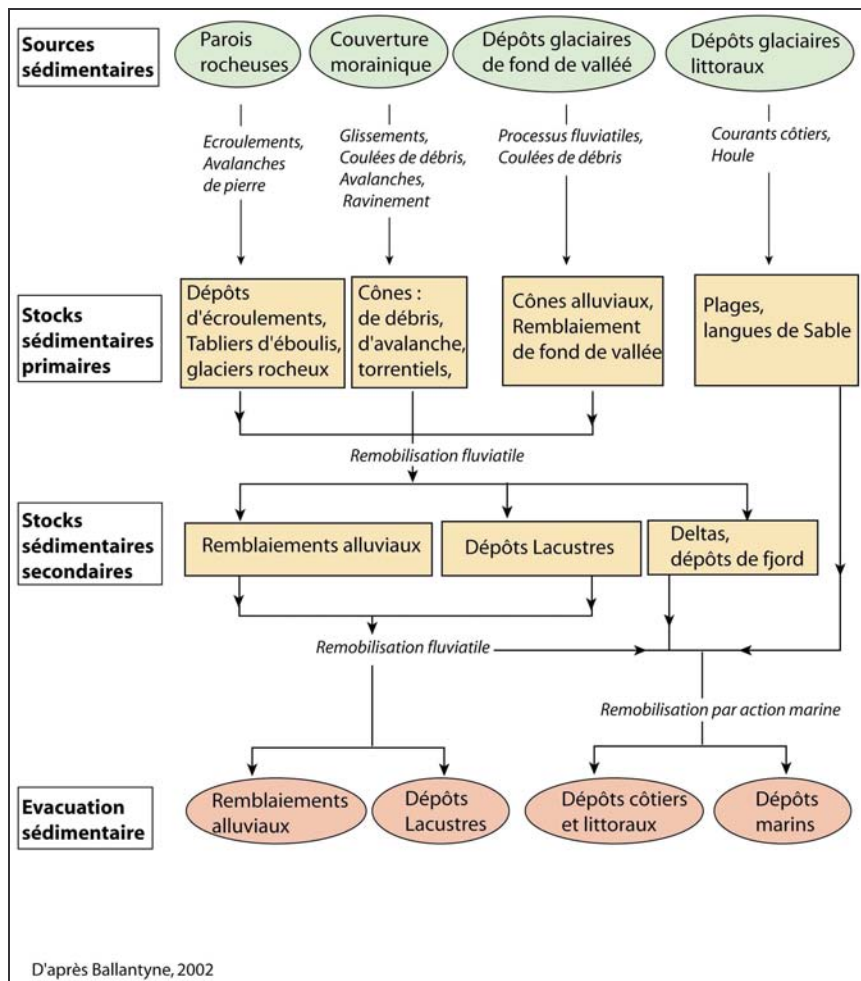 Sources
sédimentaires
Parois
rocheuses
Couverture
morainique
Dépôts glaciaires
de fond de valléé
Dépôts glaciaires
littoraux
Ecroulements,
Avalanches
de pierre
Glissements,
Coulées de débris,
Avalanches,
Ravinement
Processus fluviatiles,
Coulées de débris
Courants côtiers,
Houle
Stocks
sédimentaires
primaires
Dépôts
d'écroulements,
Tabliers d'éboulis,
glaciers rocheux
Cônes :
de débris,
d'avalanche,
torrentiels,
Cônes alluviaux,
Remblaiement
de fond de vallée
Plages,
langues de Sable
Remobilisation fluviatile
Stocks
sédimentaires
secondaires
Remblaiements alluviaux
Dépôts Lacustres
Deltas,
dépôts de fjord
Remobilisation fluviatile
Remobilisation par action marine
Evacuation
sédimentaire
Remblaiements
alluviaux
Dépôts
Lacustres
Dépôts côtiers
et littoraux
Dépôts
marins
D'après Ballantyne, 2002